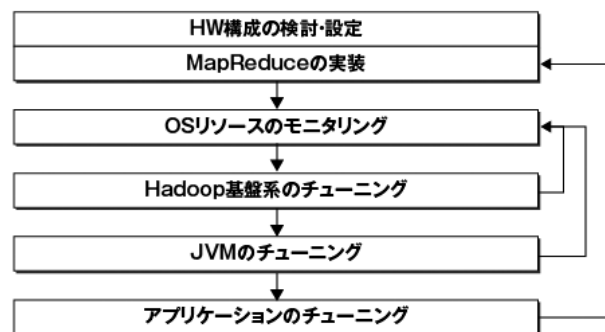 HW構成の検討・設定
MapReduceの実装
OSリソースのモニタリング
Hadoop基盤系のチューニング
JVMのチューニング
アプリケーションのチューニング